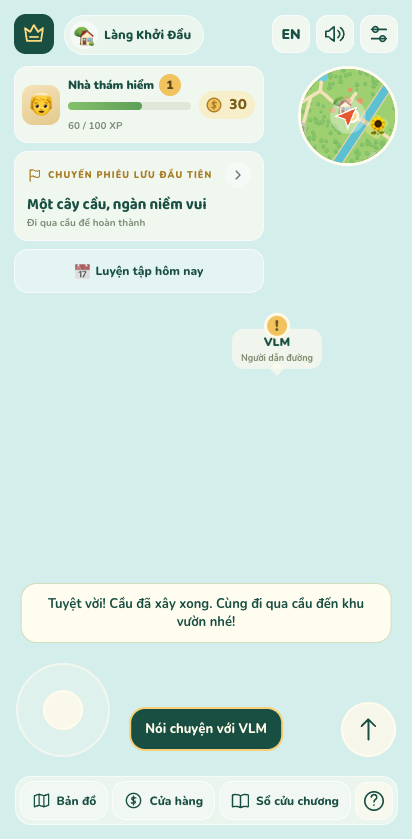 Làng Khởi Đầu
EN
Nhà thám hiểm 1
30
60 / 100 XP
CHUYẾN PHIÊU LƯU ĐẦU TIÊN
Một cây cầu, ngàn niềm vui
Đi qua cầu để hoàn thành
Luyện tập hôm nay
!
VLM
Người dẫn đường
Tuyệt vời! Cầu đã xây xong. Cùng đi qua cầu đến khu
vườn nhé!
Nói chuyện với VLM
Bản đồ
Cửa hàng
Sổ cửu chương
?